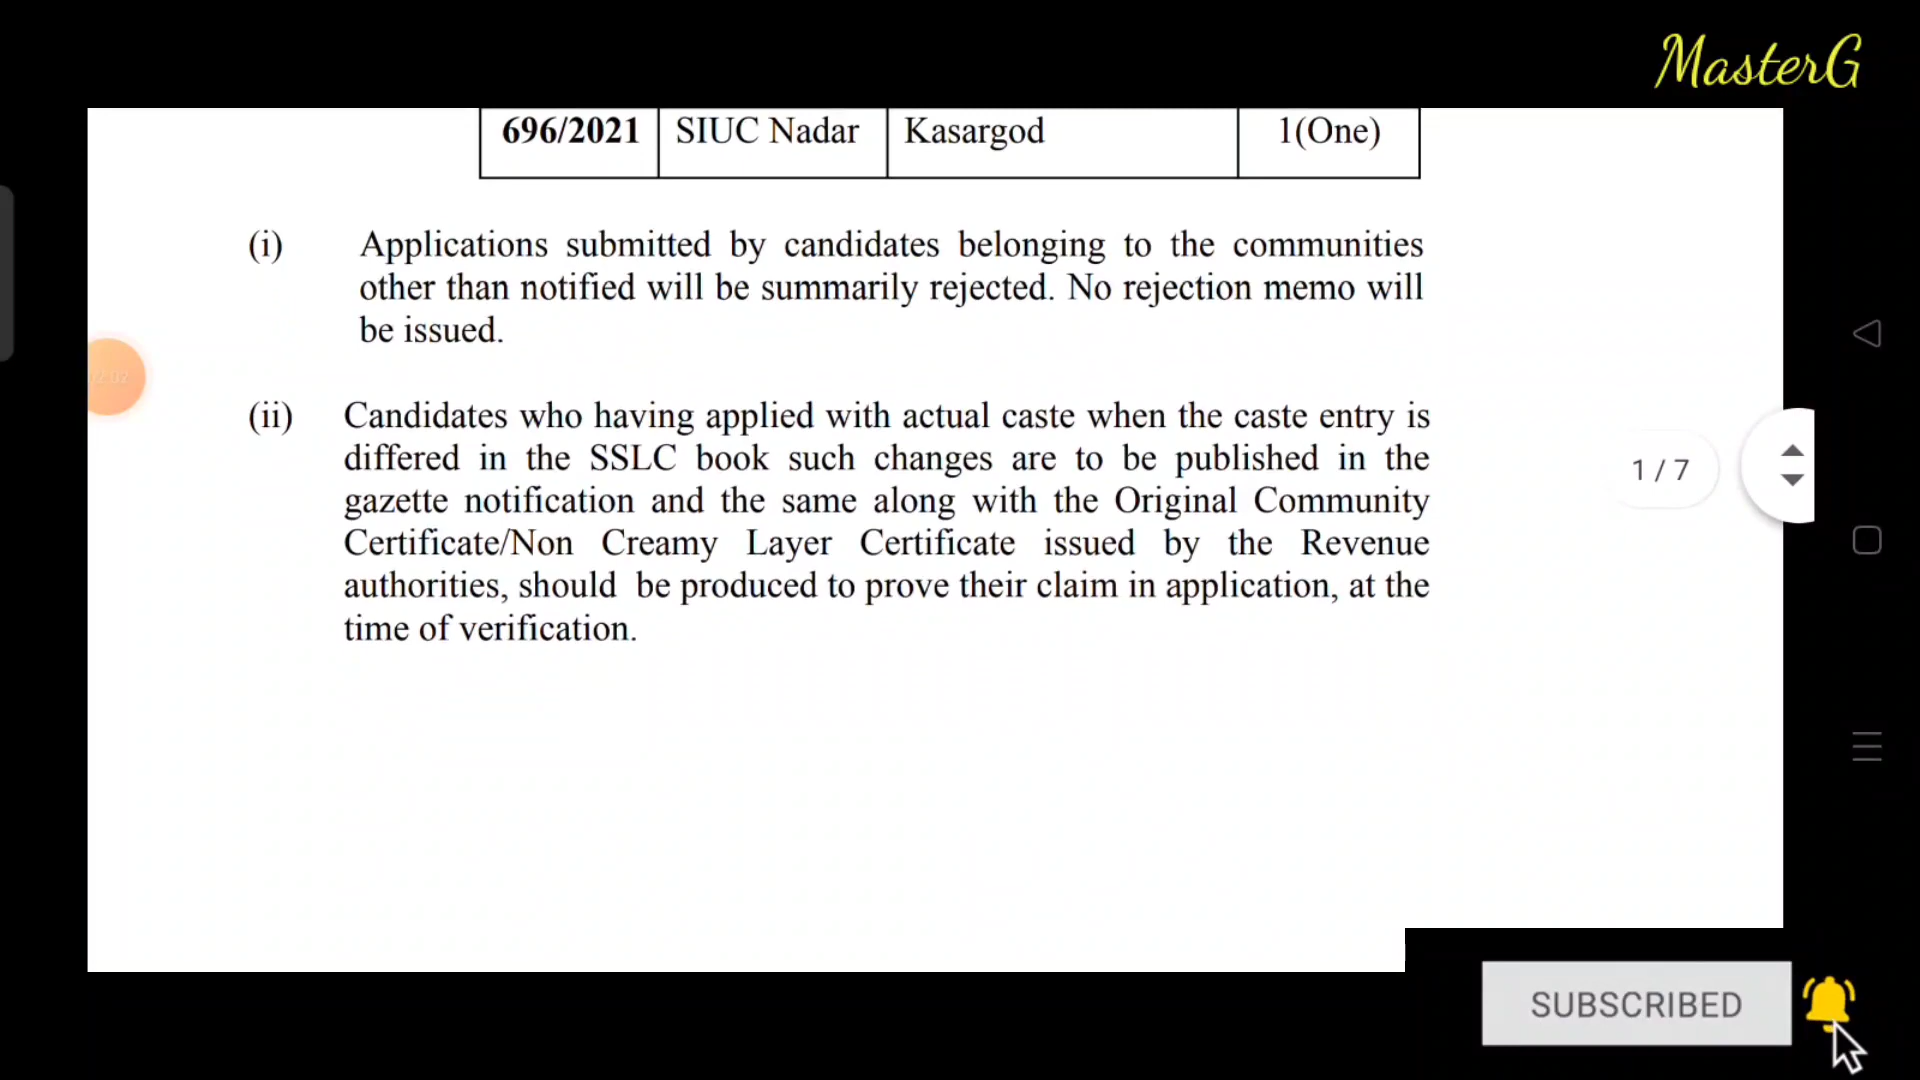 MasterG
696/2021 SIUC Nadar Kasargod 1(One)
(i) Applications submitted by candidates belonging to the communities
other than notified will be summarily rejected. No rejection memo will
be issued.
(ii) Candidates who having applied with actual caste when the caste entry is
differed in the SSLC book such changes are to be published in the
gazette notification and the same along with the Original Community
Certificate/Non Creamy Layer Certificate issued by the Revenue
authorities, should be produced to prove their claim in application, at the
time of verification.
1 / 7
SUBSCRIBED